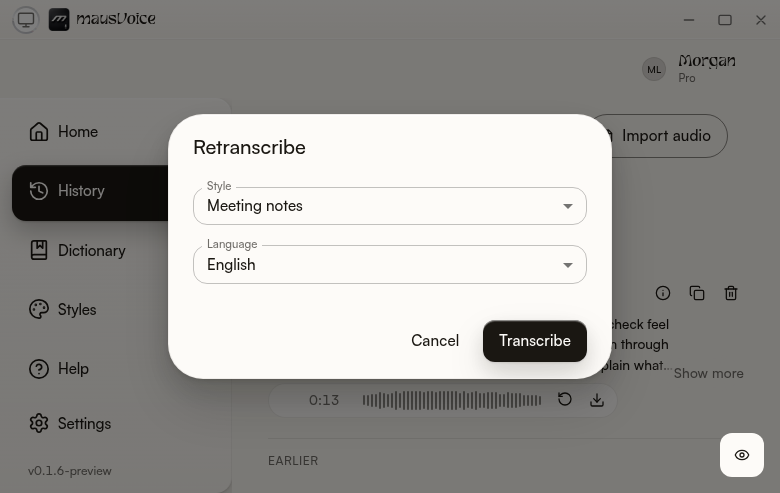 mausVoice
ML
Morgan
Pro
Home
History
Dictionary
Styles
Help
Settings
v0.1.6-preview
Import audio
Retranscribe
Style
Meeting notes
Language
English
Cancel
Transcribe
check feel
through
what...
Show more
0:13
EARLIER